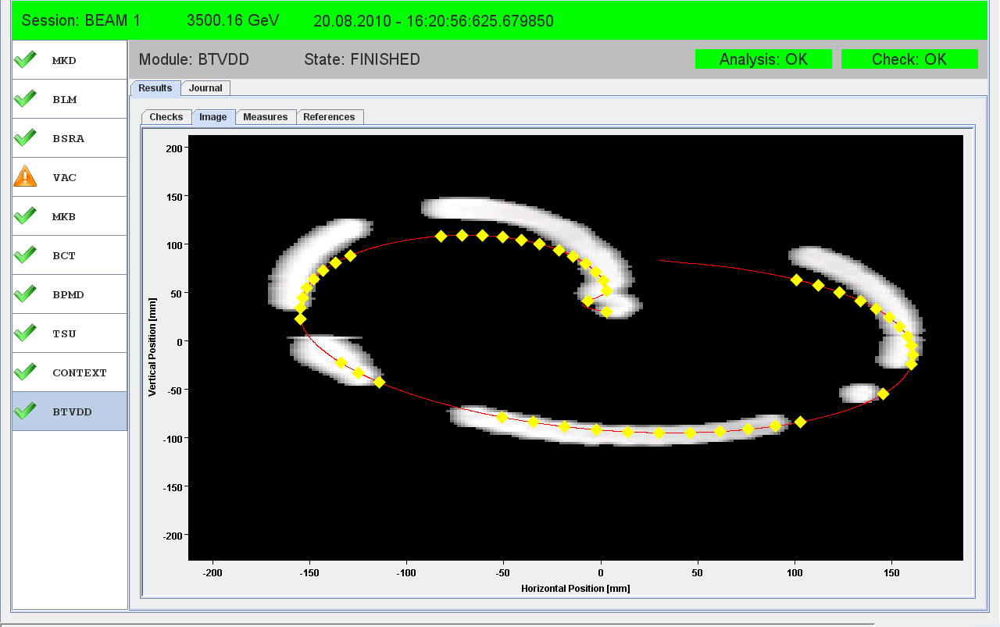 Session: BEAM 1 3500.16 GeV 20.08.2010 - 16:20:56:625.679850
MKD
BLM
BSRA
VAC
MKB
BCT
BPMD
TSU
CONTEXT
BTVDD
Module: BTVDD State: FINISHED Analysis: OK Check: OK
Results Journal
Checks Image Measures References
200
150
100
50
0
-50
-100
-150
-200
Vertical Position [mm]
-200 -150 -100 -50 0 50 100 150
Horizontal Position [mm]